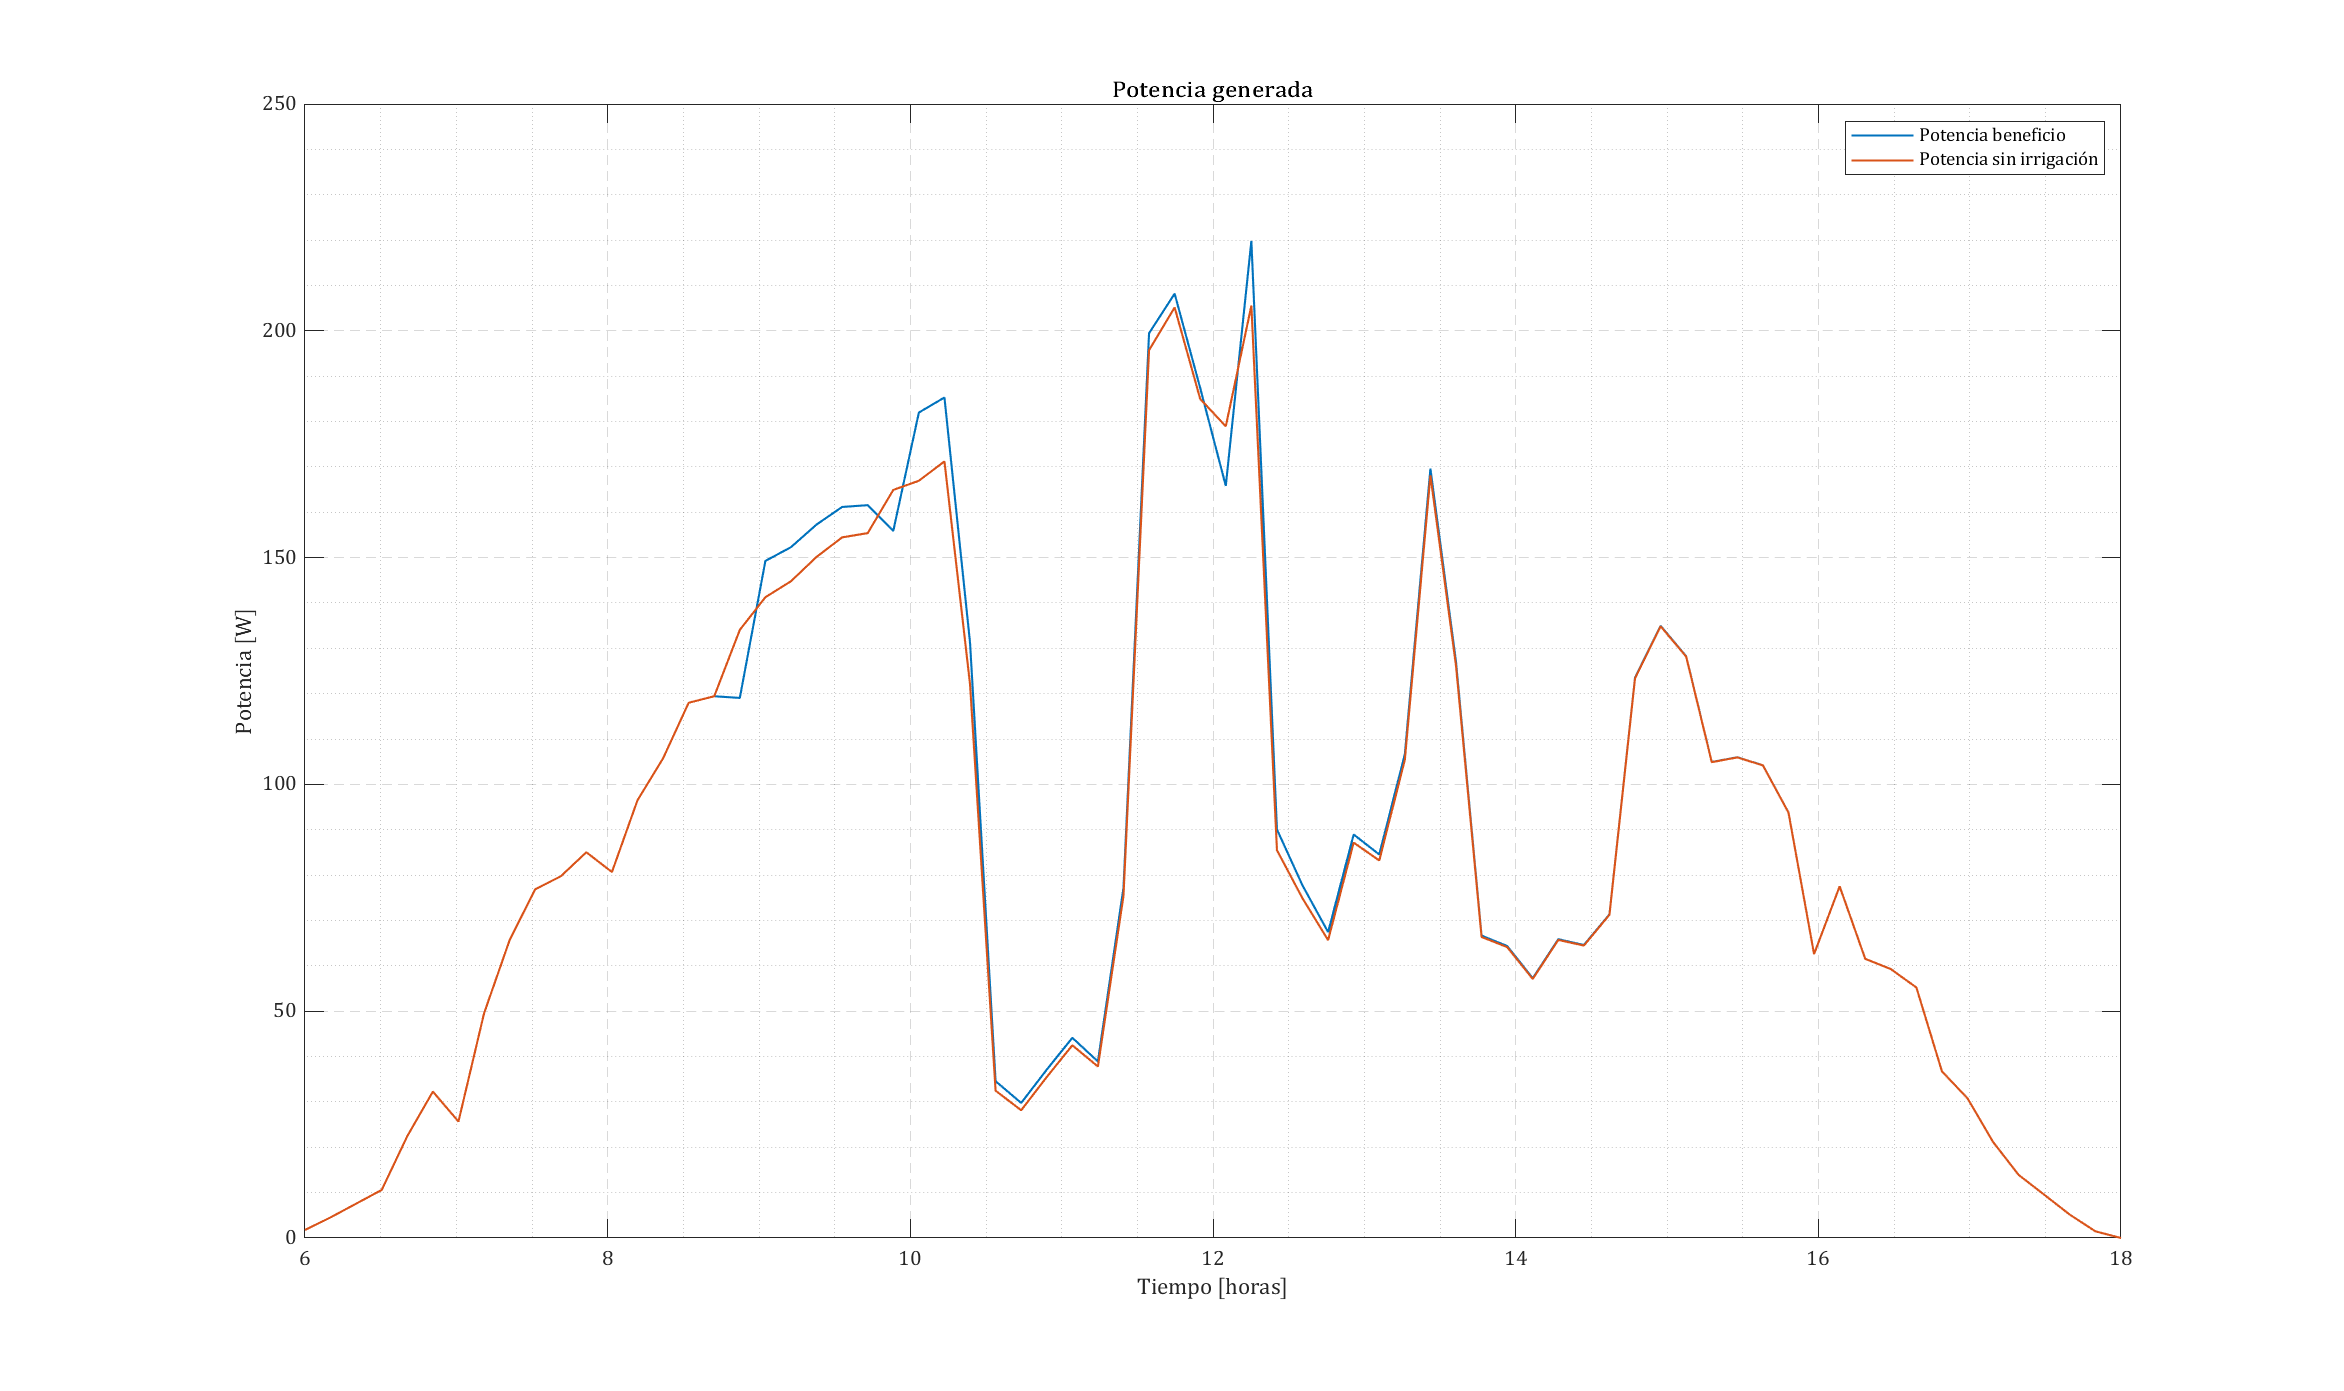 Potencia generada
250
200
150
100
50
0
Potencia [W]
Potencia beneficio
Potencia sin irrigación
6 8 10 12 14 16 18
Tiempo [horas]